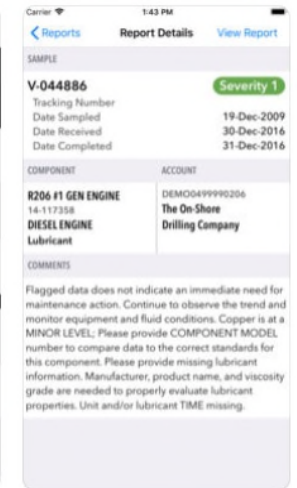 Carrier 1:43 PM
Reports Report Details View Report
SAMPLE
V-044886 Severity 1
Tracking Number
Date Sampled 19-Dec-2009
Date Received 30-Dec-2016
Date Completed 31-Dec-2016
COMPONENT ACCOUNT
R206 #1 GEN ENGINE DEMO0499990206
14-117358 The On-Shore
DIESEL ENGINE Drilling Company
Lubricant
COMMENTS
Flagged data does not indicate an immediate need for
maintenance action. Continue to observe the trend and
monitor equipment and fluid conditions. Copper is at a
MINOR LEVEL; Please provide COMPONENT MODEL
number to compare data to the correct standards for
this component. Please provide missing lubricant
information. Manufacturer, product name, and viscosity
grade are needed to properly evaluate lubricant
properties. Unit and/or lubricant TIME missing.